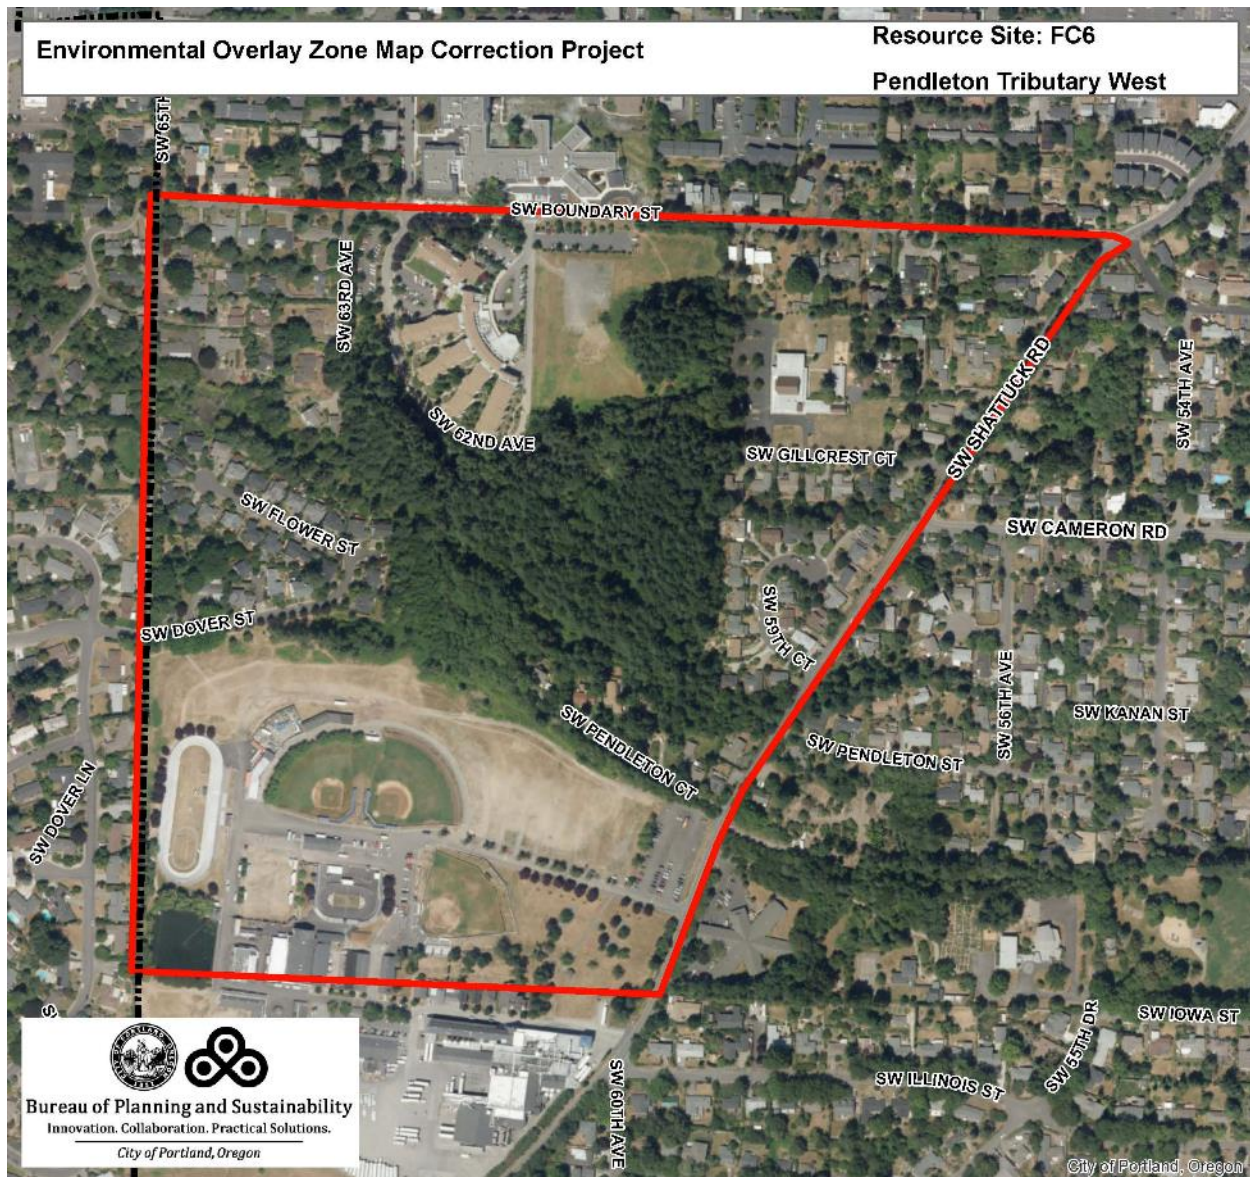 Environmental Overlay Zone Map Correction Project
Resource Site: FC6
Pendleton Tributary West
SW 65TH
SW BOUNDARY ST
SW 63RD AVE
SW 62ND AVE
SW SHATTUCK RD
SW 54TH AVE
SW GILLCREST CT
SW FLOWER ST
SW CAMERON RD
SW DOVER ST
SW 59TH CT
SW 56TH AVE
SW KANAN ST
SW PENDLETON CT
SW PENDLETON ST
SW DOVER LN
S
SW IOWA ST
SW 55TH DR
SW ILLINOIS ST
SW 60TH AVE
Bureau of Planning and Sustainability
Innovation. Collaboration. Practical Solutions.
City of Portland, Oregon
City of Portland, Oregon